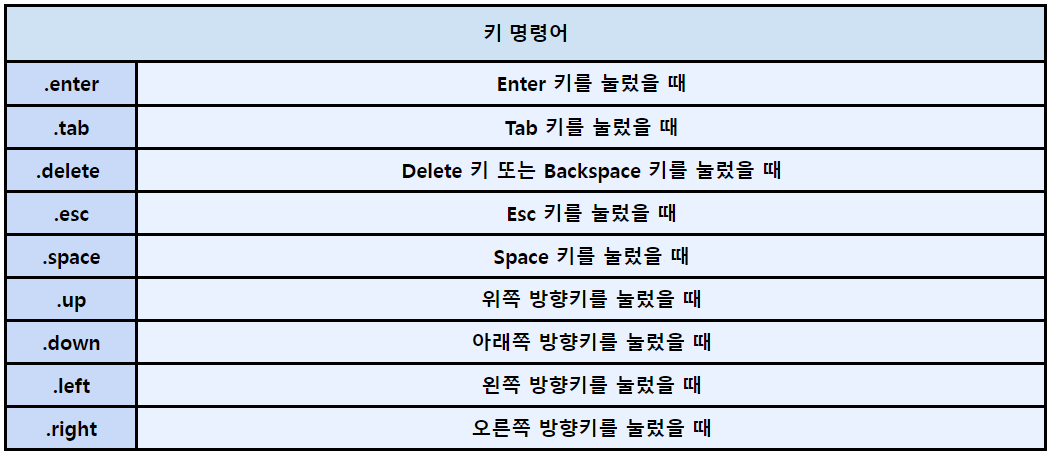 키 명령어
.enter Enter 키를 눌렀을 때
.tab Tab 키를 눌렀을 때
.delete Delete 키 또는 Backspace 키를 눌렀을 때
.esc Esc 키를 눌렀을 때
.space Space 키를 눌렀을 때
.up 위쪽 방향키를 눌렀을 때
.down 아래쪽 방향키를 눌렀을 때
.left 왼쪽 방향키를 눌렀을 때
.right 오른쪽 방향키를 눌렀을 때